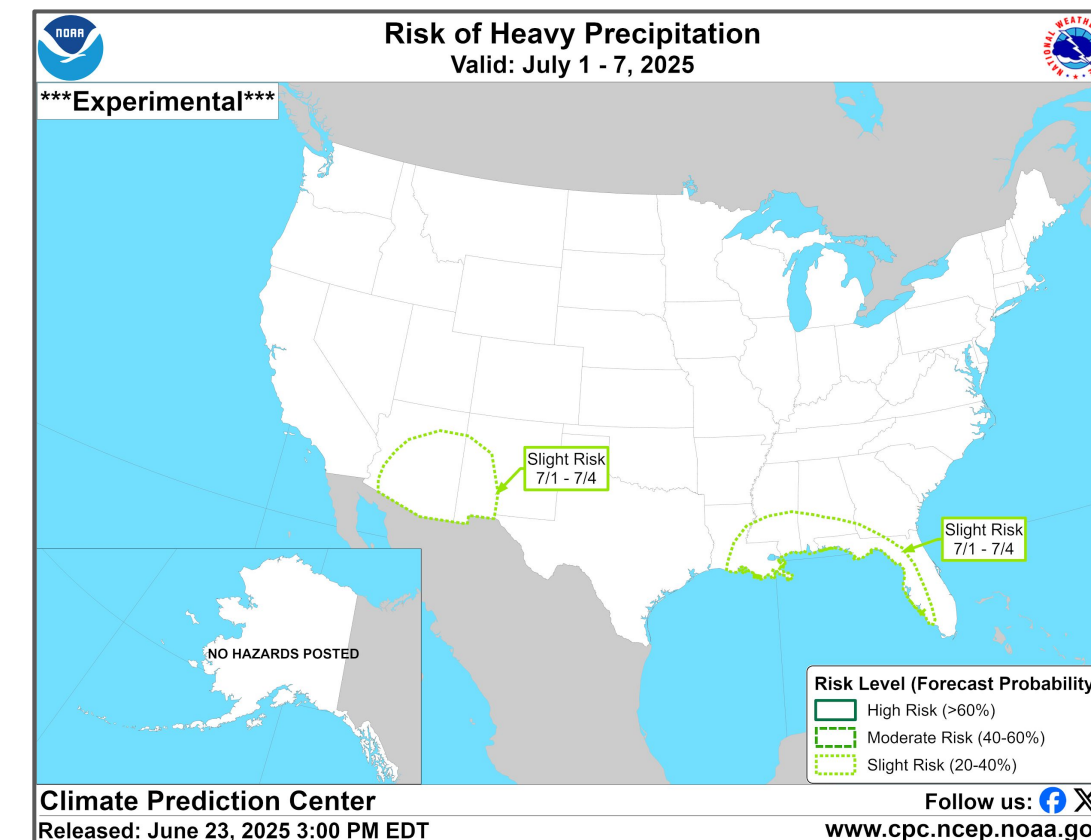 NOAA
Risk of Heavy Precipitation
Valid: July 1 - 7, 2025
***Experimental***
Slight Risk
7/1 - 7/4
Slight Risk
7/1 - 7/4
NO HAZARDS POSTED
Risk Level (Forecast Probability
High Risk (>60%)
Moderate Risk (40-60%)
Slight Risk (20-40%)
Climate Prediction Center
Follow us:
Released: June 23, 2025 3:00 PM EDT
www.cpc.ncep.noaa.go